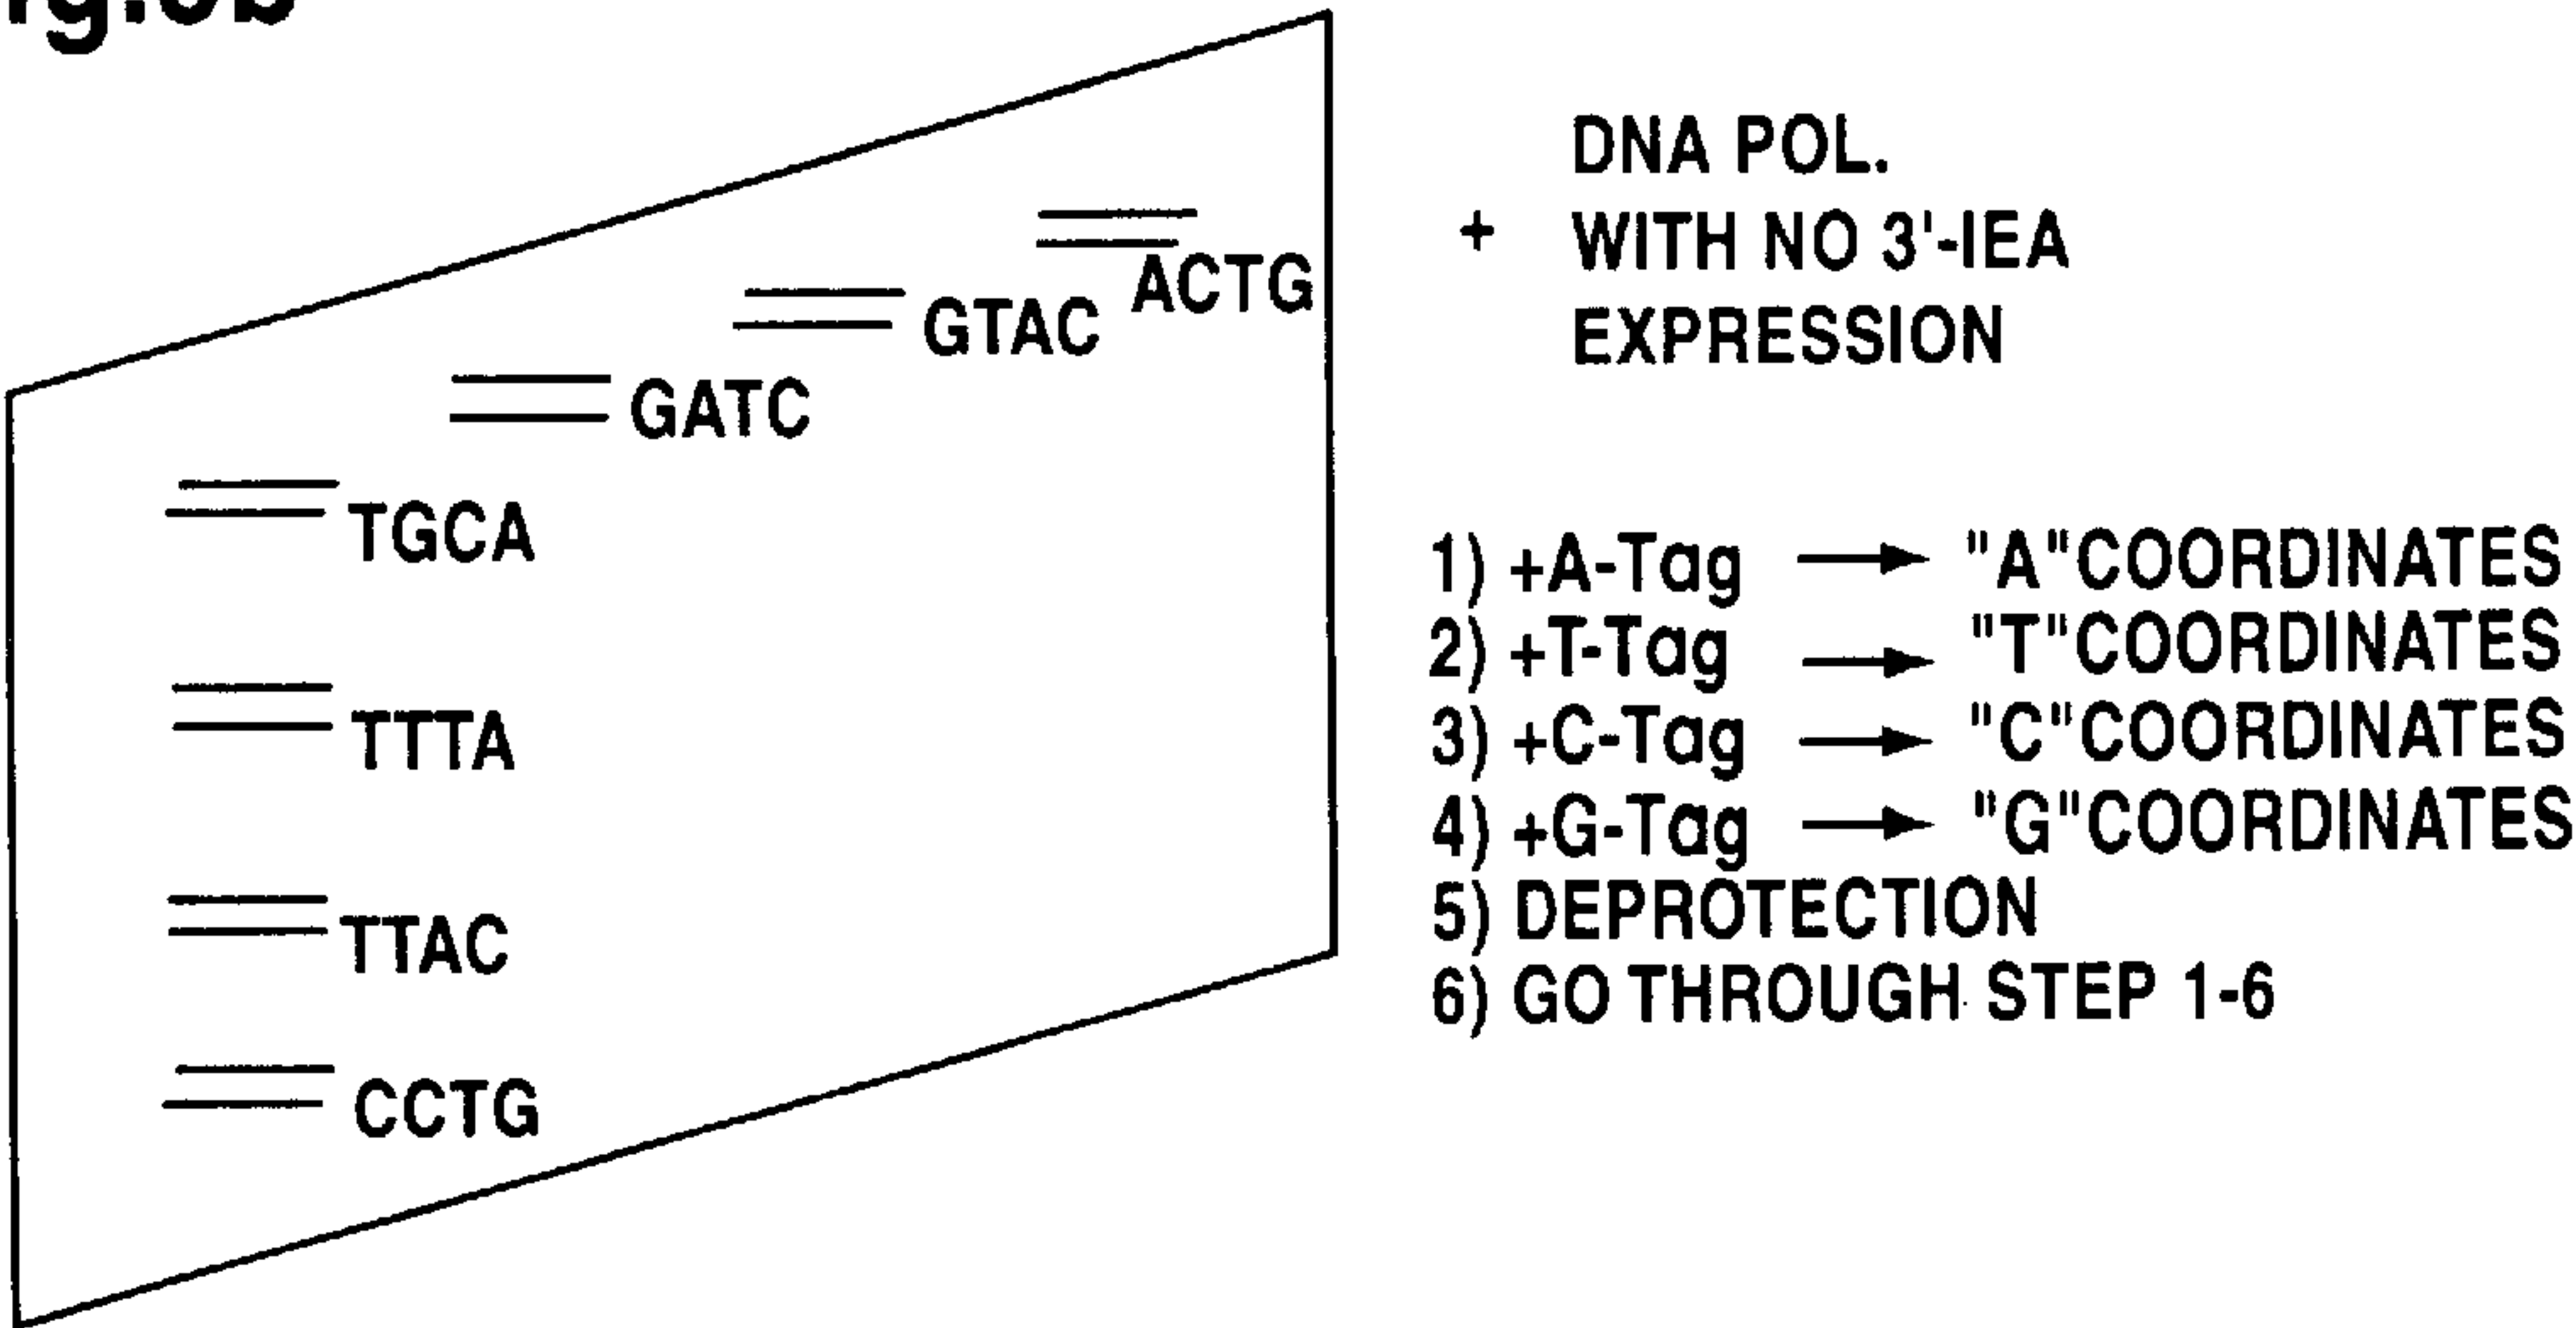 ACTG
GTAC
GATC
TGCA
TTTA
TTAC
CCTG
DNA POL.
+ WITH NO 3'-IEA
EXPRESSION
1) +A-Tag → "A"COORDINATES
2) +T-Tag → "T"COORDINATES
3) +C-Tag → "C"COORDINATES
4) +G-Tag → "G"COORDINATES
5) DEPROTECTION
6) GO THROUGH STEP 1-6